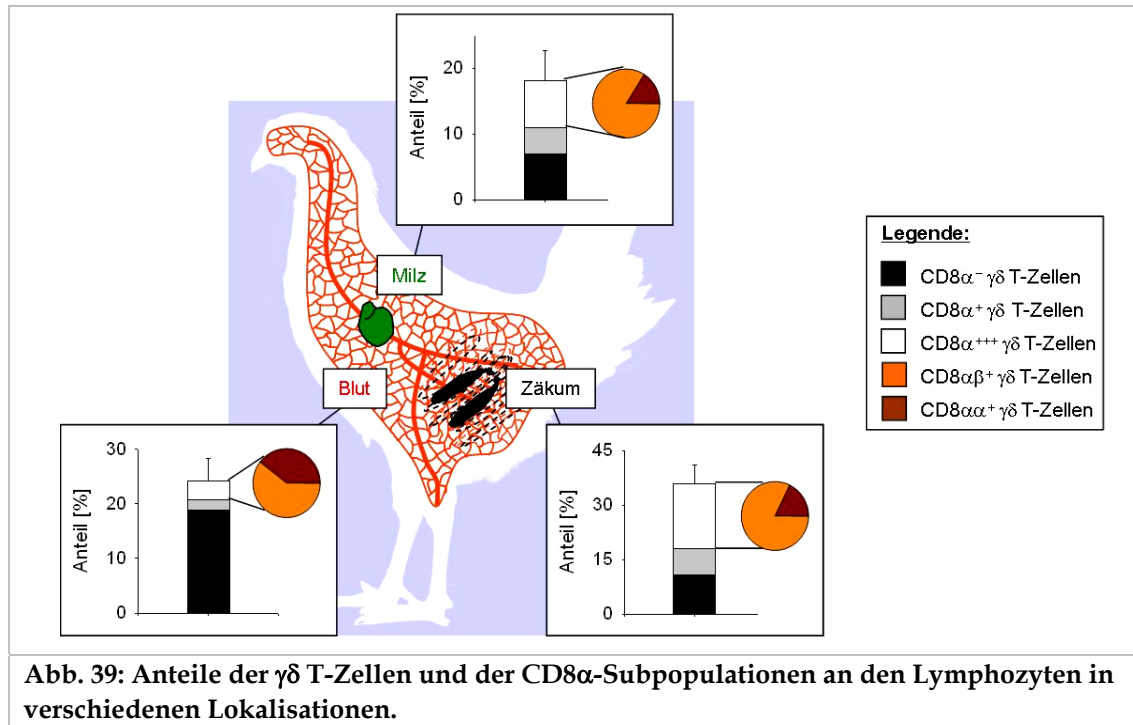 Anteil [%]
20
10
0
Milz
Blut
Zäkum
Anteil [%]
30
20
10
0
Anteil [%]
45
30
15
0
Legende:
CD8α⁻ γδ T-Zellen
CD8α⁺ γδ T-Zellen
CD8α⁺⁺⁺ γδ T-Zellen
CD8αβ⁺ γδ T-Zellen
CD8αα⁺ γδ T-Zellen
Abb. 39: Anteile der γδ T-Zellen und der CD8α-Subpopulationen an den Lymphozyten in
verschiedenen Lokalisationen.